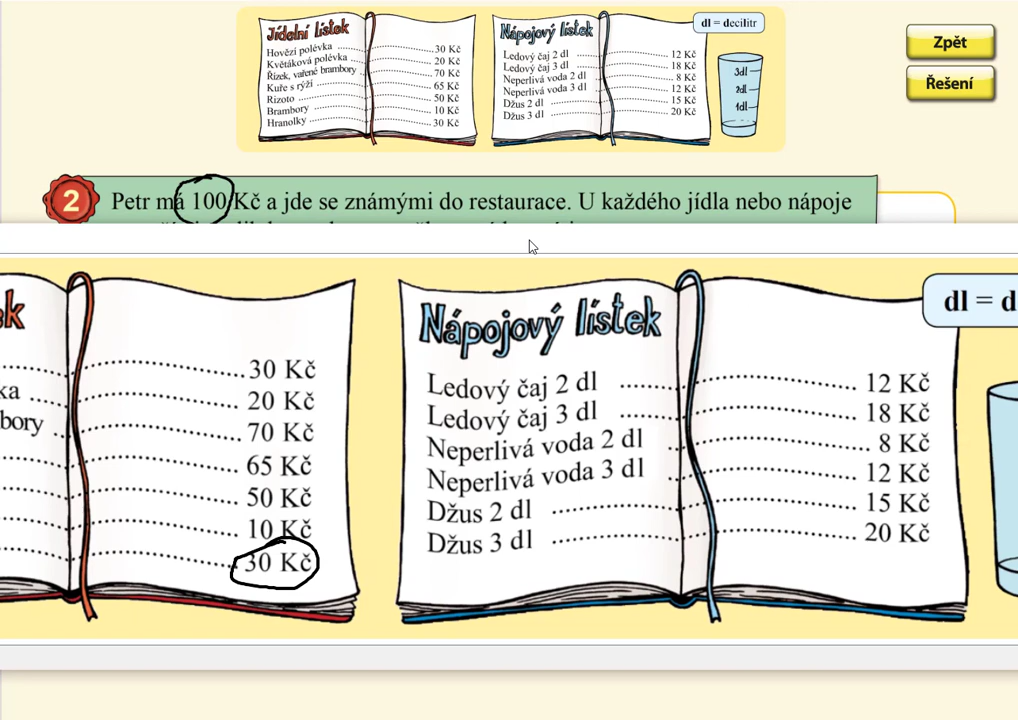 Jídelní lístek
Hovězí polévka 30 Kč
Květáková polévka 20 Kč
Řízek, vařené brambory 70 Kč
Kuře s rýží 65 Kč
Rizoto 50 Kč
Brambory 10 Kč
Hranolky 30 Kč
Nápojový lístek
Ledový čaj 2 dl 12 Kč
Ledový čaj 3 dl 18 Kč
Neperlivá voda 2 dl 8 Kč
Neperlivá voda 3 dl 12 Kč
Džus 2 dl 15 Kč
Džus 3 dl 20 Kč
dl = decilitr
3dl
2dl
1dl
Zpět
Řešení
2 Petr má 100 Kč a jde se známými do restaurace. U každého jídla nebo nápoje
ek
30 Kč
ka 20 Kč
bory 70 Kč
65 Kč
50 Kč
10 Kč
30 Kč
Nápojový lístek
Ledový čaj 2 dl 12 Kč
Ledový čaj 3 dl 18 Kč
Neperlivá voda 2 dl 8 Kč
Neperlivá voda 3 dl 12 Kč
Džus 2 dl 15 Kč
Džus 3 dl 20 Kč
dl = d